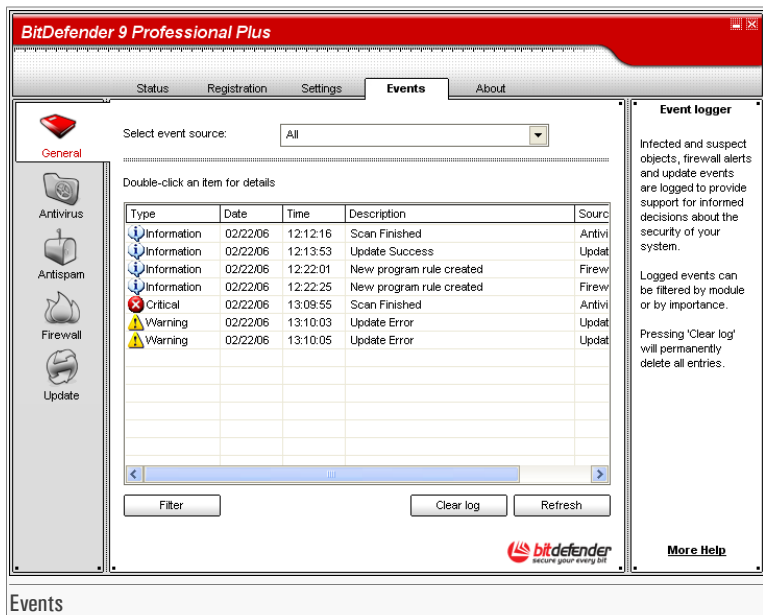 BitDefender 9 Professional Plus
Status Registration Settings Events About
General
Antivirus
Antispam
Firewall
Update
Select event source: All
Double-click an item for details
Type Date Time Description Sourc
Information 02/22/06 12:12:16 Scan Finished Antivi
Information 02/22/06 12:13:53 Update Success Updat
Information 02/22/06 12:22:01 New program rule created Firew
Information 02/22/06 12:22:25 New program rule created Firew
Critical 02/22/06 13:09:55 Scan Finished Antivi
Warning 02/22/06 13:10:03 Update Error Updat
Warning 02/22/06 13:10:05 Update Error Updat
Filter Clear log Refresh
bitdefender
secure your every bit
Event logger
Infected and suspect
objects, firewall alerts
and update events
are logged to provide
support for informed
decisions about the
security of your
system.
Logged events can
be filtered by module
or by importance.
Pressing 'Clear log'
will permanently
delete all entries.
More Help
Events